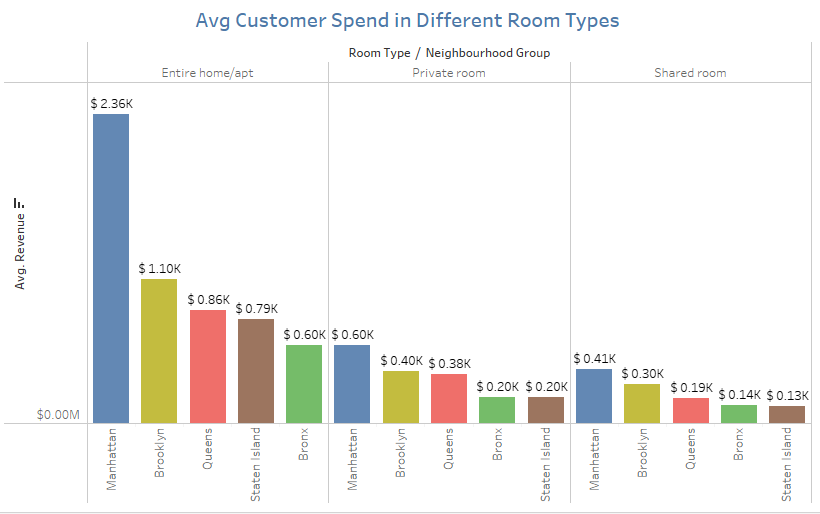 Avg Customer Spend in Different Room Types
Room Type / Neighbourhood Group
Entire home/apt Private room Shared room
$ 2.36K
$ 1.10K
$ 0.86K
$ 0.79K
$ 0.60K
$ 0.60K
$ 0.40K
$ 0.38K
$ 0.20K
$ 0.20K
$ 0.41K
$ 0.30K
$ 0.19K
$ 0.14K
$ 0.13K
Avg. Revenue
$0.00M
Manhattan
Brooklyn
Queens
Staten Island
Bronx
Manhattan
Brooklyn
Queens
Bronx
Staten Island
Manhattan
Brooklyn
Queens
Bronx
Staten Island